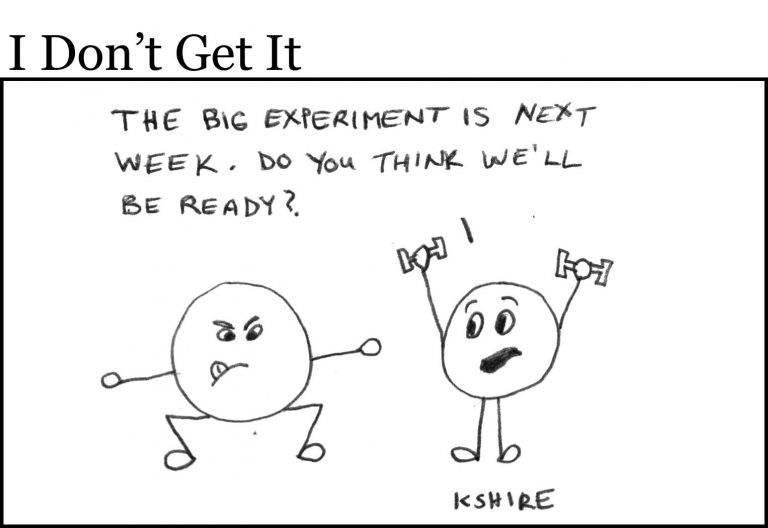 I Don't Get It
THE BIG EXPERIMENT IS NEXT
WEEK. DO YOU THINK WE'LL
BE READY?
KSHIRE